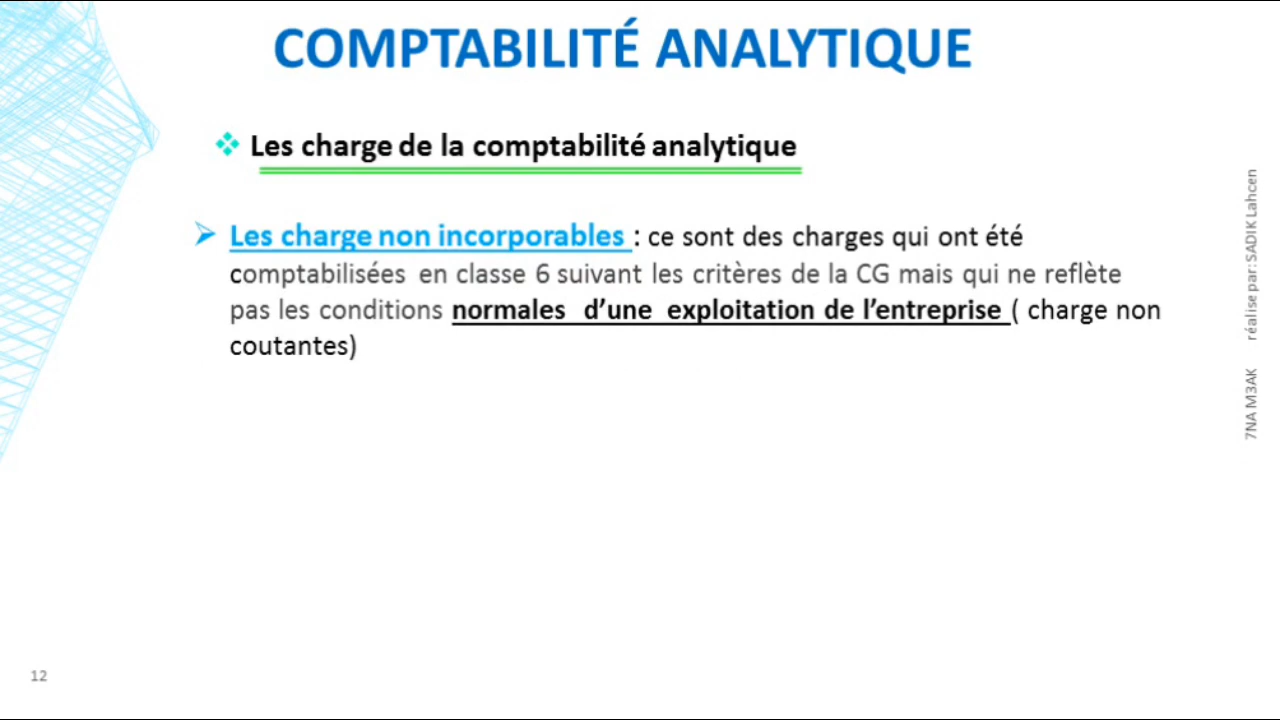 COMPTABILITÉ ANALYTIQUE
Les charge de la comptabilité analytique
Les charge non incorporables : ce sont des charges qui ont été
comptabilisées en classe 6 suivant les critères de la CG mais qui ne reflète
pas les conditions normales d’une exploitation de l’entreprise ( charge non
coutantes)
7NA M3AK réalise par: SADIK Lahcen
12